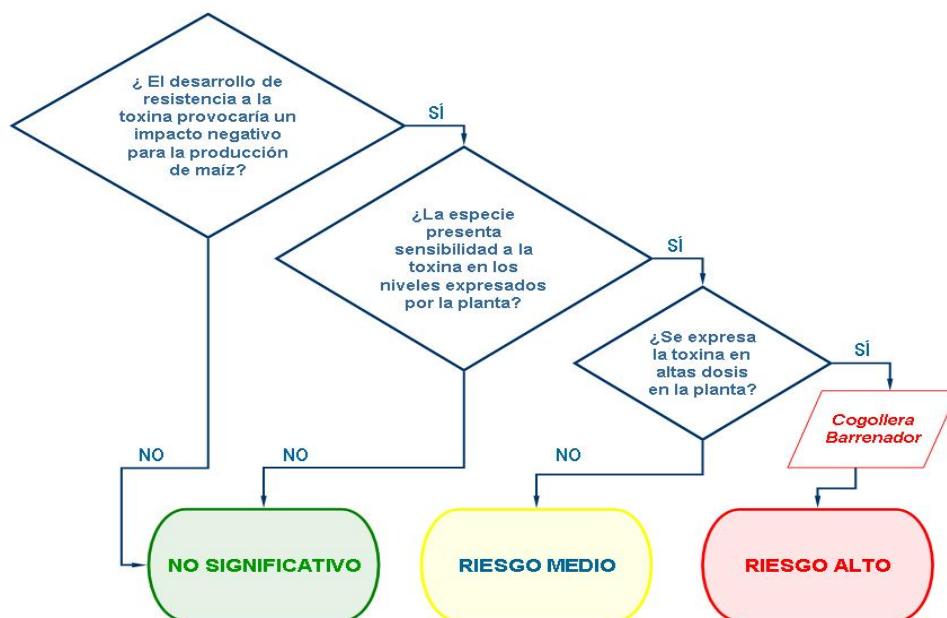 ¿ El desarrollo de
resistencia a la
toxina provocaría un
impacto negativo
para la producción
de maíz?
SÍ
¿La especie
presenta
sensibilidad a la
toxina en los
niveles expresados
por la planta?
SÍ
¿Se expresa
la toxina en
altas dosis
en la planta?
SÍ
Cogollera
Barrenador
NO
NO
NO
NO SIGNIFICATIVO
RIESGO MEDIO
RIESGO ALTO